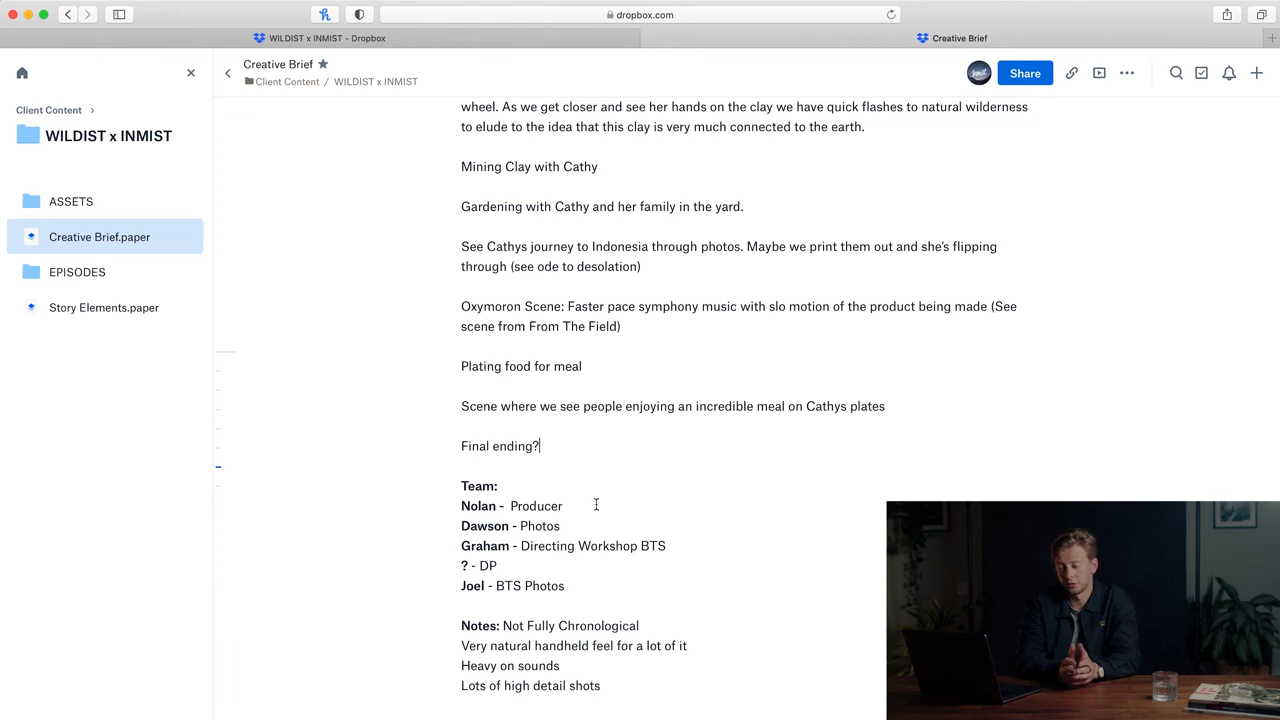 dropbox.com
WILDIST x INMIST - Dropbox
Creative Brief
Creative Brief
Client Content / WILDIST x INMIST
Share
Client Content
WILDIST x INMIST
ASSETS
Creative Brief.paper
EPISODES
Story Elements.paper
wheel. As we get closer and see her hands on the clay we have quick flashes to natural wilderness
to elude to the idea that this clay is very much connected to the earth.
Mining Clay with Cathy
Gardening with Cathy and her family in the yard.
See Cathys journey to Indonesia through photos. Maybe we print them out and she's flipping
through (see ode to desolation)
Oxymoron Scene: Faster pace symphony music with slo motion of the product being made (See
scene from From The Field)
Plating food for meal
Scene where we see people enjoying an incredible meal on Cathys plates
Final ending?
Team:
Nolan - Producer
Dawson - Photos
Graham - Directing Workshop BTS
? - DP
Joel - BTS Photos
Notes: Not Fully Chronological
Very natural handheld feel for a lot of it
Heavy on sounds
Lots of high detail shots